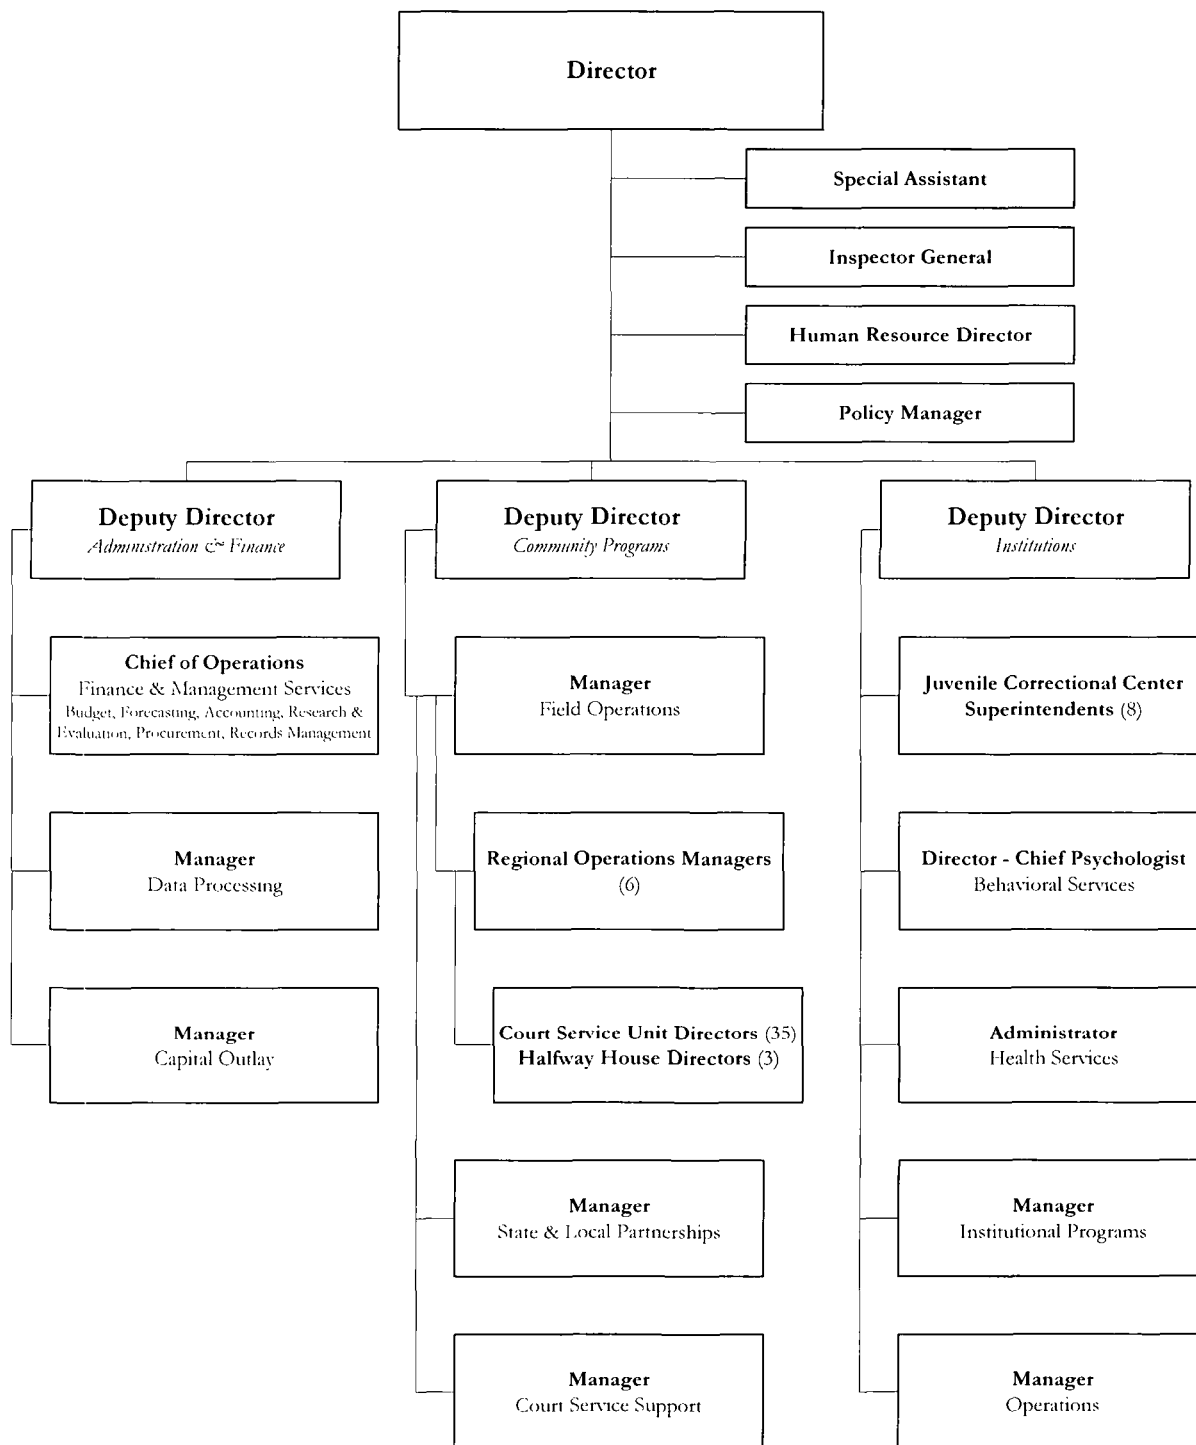 Director
Special Assistant
Inspector General
Human Resource Director
Policy Manager
Deputy Director
Administration & Finance
Chief of Operations
Finance & Management Services
Budget, Forecasting, Accounting, Research &
Evaluation, Procurement, Records Management
Manager
Data Processing
Manager
Capital Outlay
Deputy Director
Community Programs
Manager
Field Operations
Regional Operations Managers
(6)
Court Service Unit Directors (35)
Halfway House Directors (3)
Manager
State & Local Partnerships
Manager
Court Service Support
Deputy Director
Institutions
Juvenile Correctional Center
Superintendents (8)
Director - Chief Psychologist
Behavioral Services
Administrator
Health Services
Manager
Institutional Programs
Manager
Operations